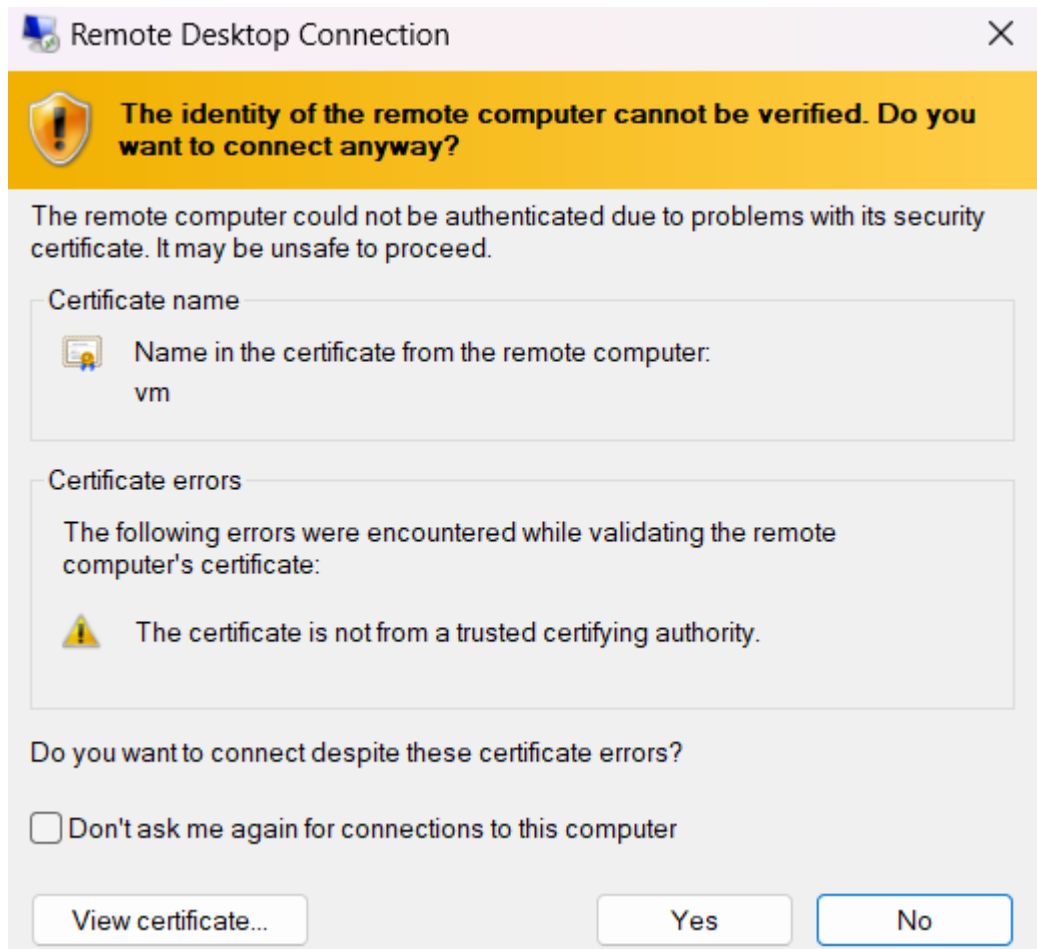 Remote Desktop Connection
The identity of the remote computer cannot be verified. Do you
want to connect anyway?
The remote computer could not be authenticated due to problems with its security
certificate. It may be unsafe to proceed.
Certificate name
Name in the certificate from the remote computer:
vm
Certificate errors
The following errors were encountered while validating the remote
computer's certificate:
The certificate is not from a trusted certifying authority.
Do you want to connect despite these certificate errors?
Don't ask me again for connections to this computer
View certificate...
Yes
No